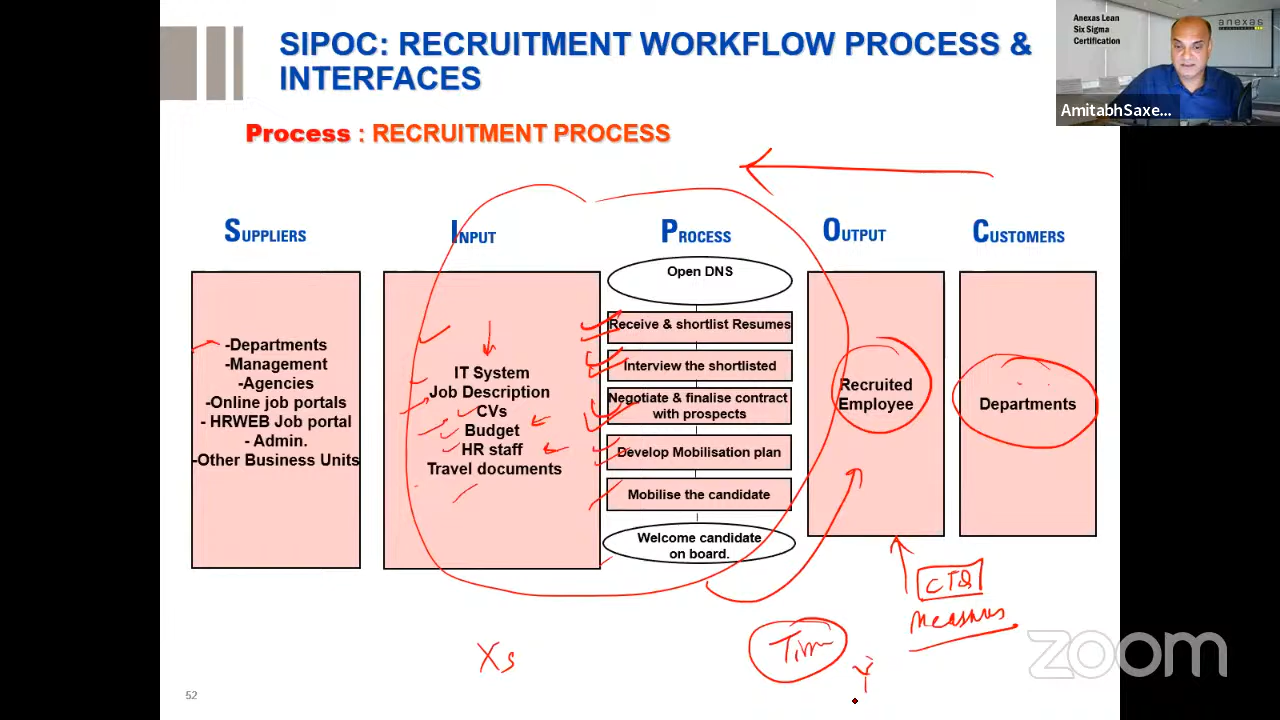 SIPOC: RECRUITMENT WORKFLOW PROCESS &
INTERFACES
Anexas Lean
Six Sigma
Certification
anexas
AmitabhSaxe...
Process : RECRUITMENT PROCESS
SUPPLIERS
INPUT
PROCESS
OUTPUT
CUSTOMERS
-Departments
-Management
-Agencies
-Online job portals
- HRWEB Job portal
- Admin.
-Other Business Units
IT System
Job Description
CVs
Budget
HR staff
Travel documents
Open DNS
Receive & shortlist Resumes
Interview the shortlisted
Negotiate & finalise contract
with prospects
Develop Mobilisation plan
Mobilise the candidate
Welcome candidate
on board.
Recruited
Employee
Departments
CTQ
Measures
Time
Y
Xs
zoom
52